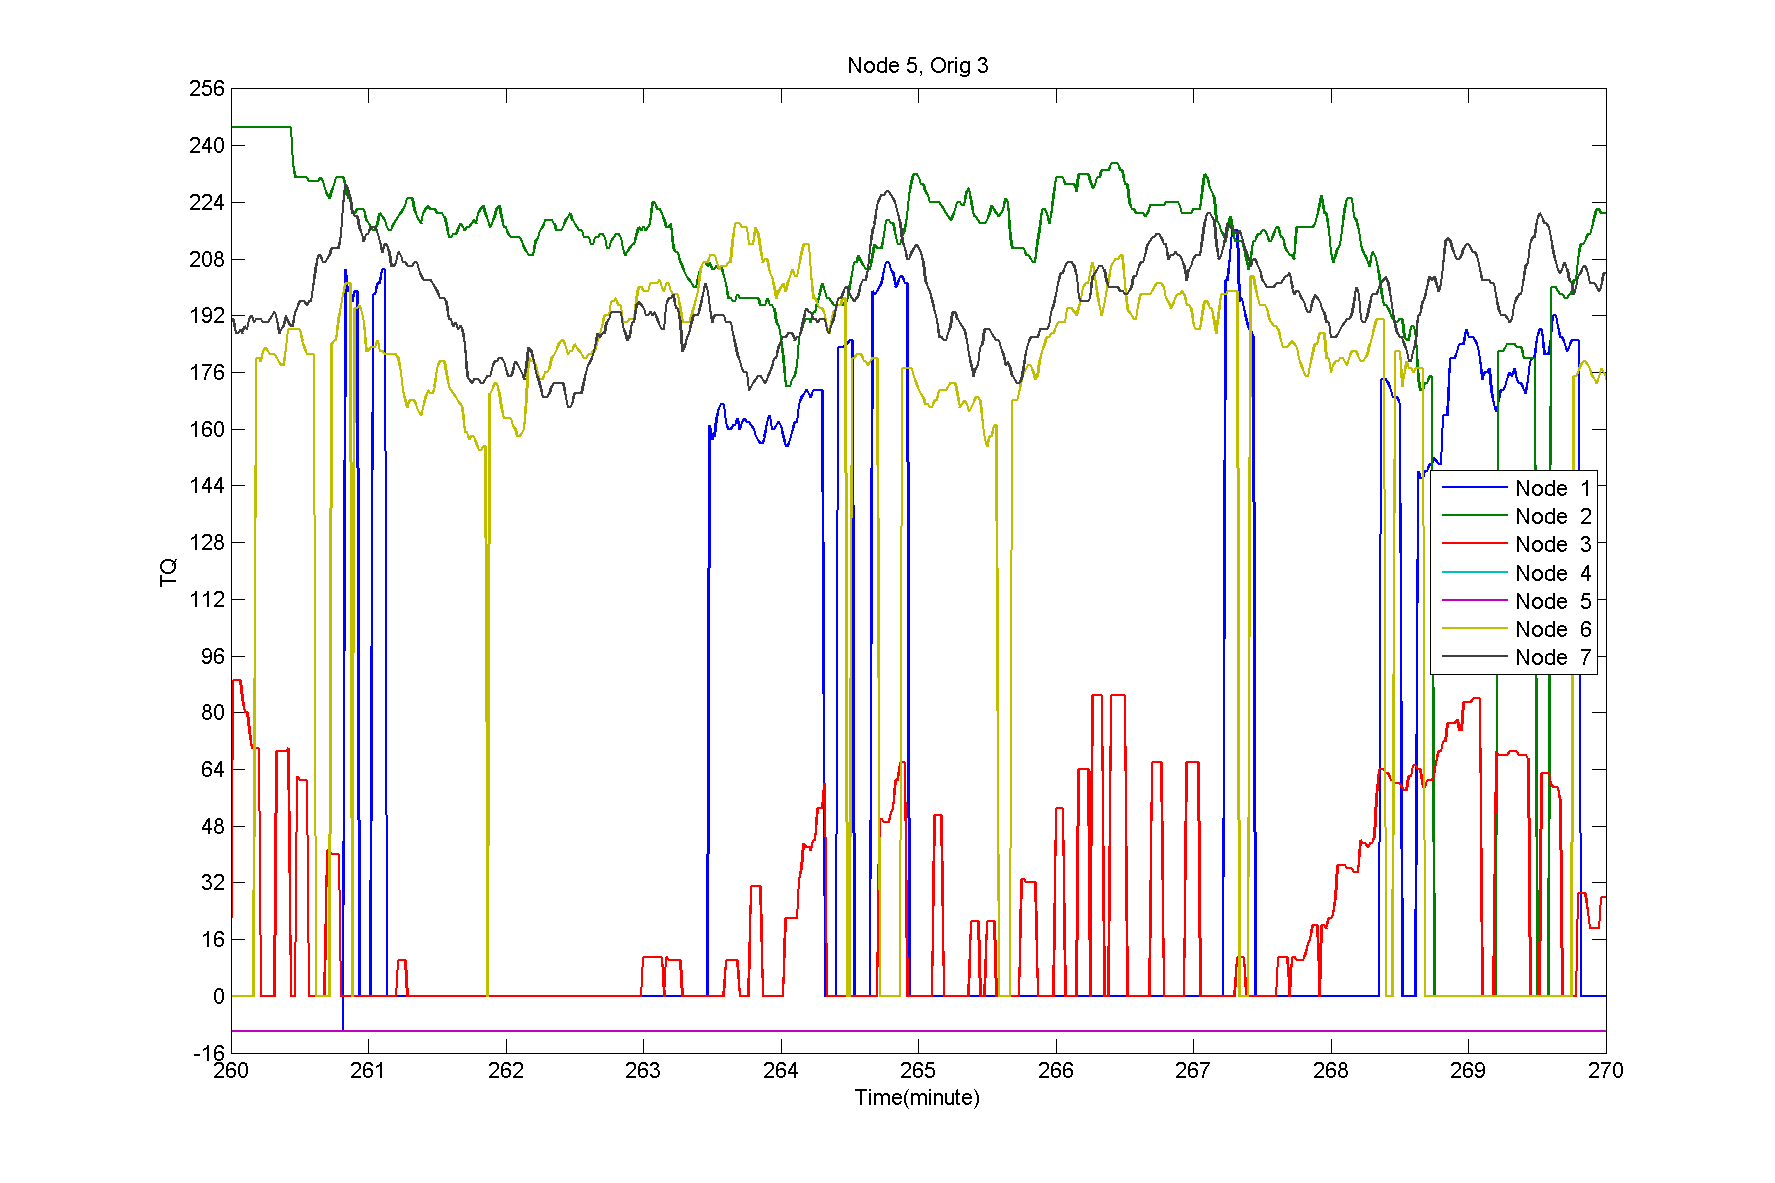 Node 5, Orig 3
256
240
224
208
192
176
160
144
128
112
96
80
64
48
32
16
0
-16
TQ
Node 1
Node 2
Node 3
Node 4
Node 5
Node 6
Node 7
260 261 262 263 264 265 266 267 268 269 270
Time(minute)